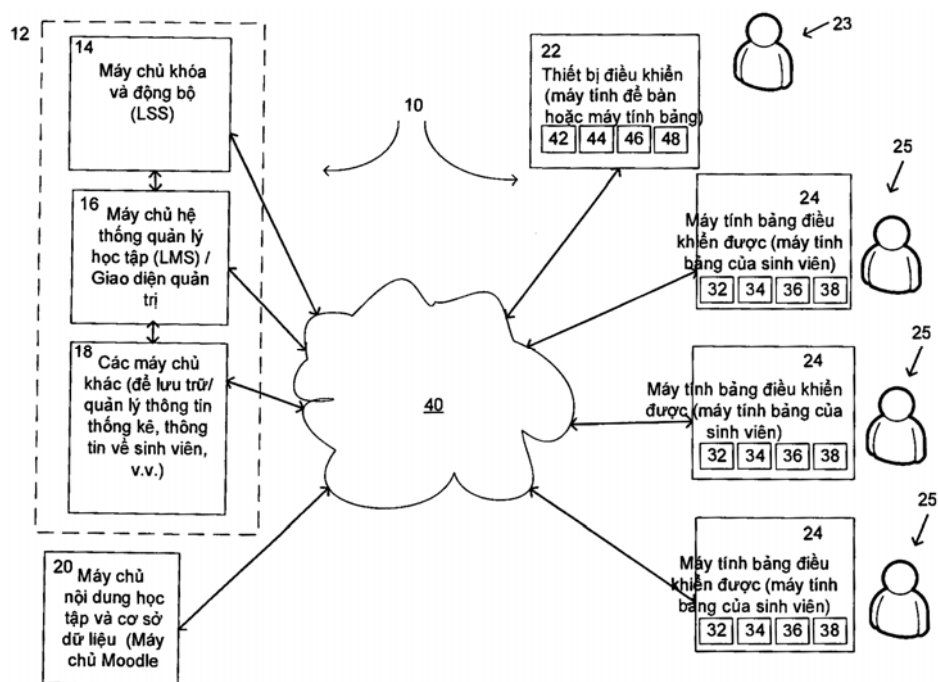 12
14
Máy chủ khóa
và động bộ
(LSS)
16
Máy chủ hệ
thống quản lý
học tập (LMS) /
Giao diện quản
trị
18
Các máy chủ
khác (để lưu trữ/
quản lý thông tin
thống kê, thông
tin về sinh viên,
v.v.)
20
Máy chủ
nội dung học
tập và cơ sở
dữ liệu (Máy
chủ Moodle
10
40
22
Thiết bị điều khiển
(máy tính để bàn
hoặc máy tính bảng)
42 44 46 48
23
25
24
Máy tính bảng điều
khiển được (máy tính
bảng của sinh viên)
32 34 36 38
25
24
Máy tính bảng điều khiển
được (máy tính bảng của
sinh viên)
32 34 36 38
25
24
Máy tính bảng điều
khiển được (máy tính
bảng của sinh viên)
32 34 36 38